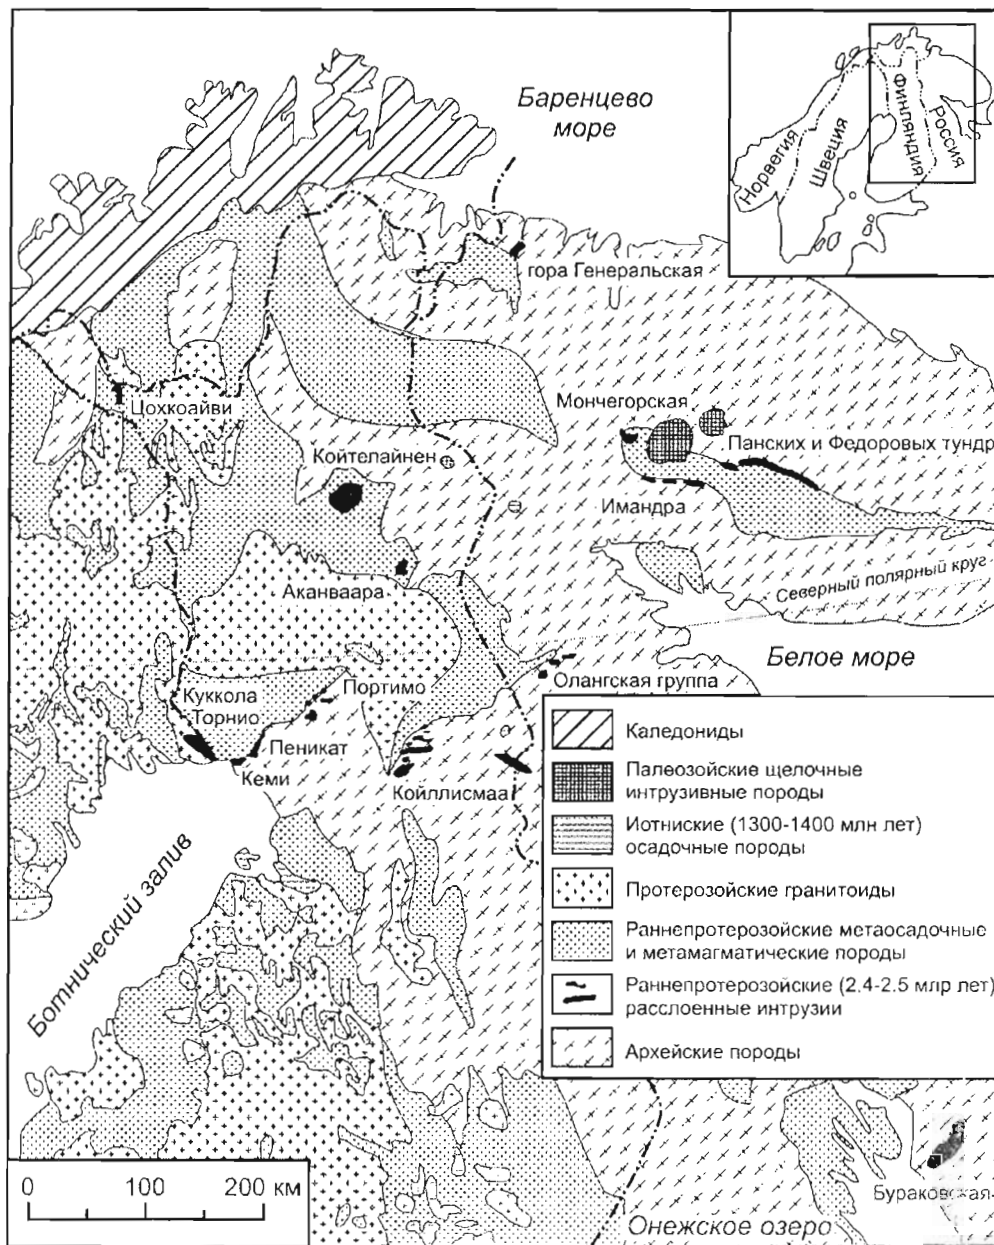 Баренцево
море
Норвегия
Швеция
Финляндия
Россия
гора Генеральская
Цохкоайви
Мончегорская
Койтелайнен
Панских и Федоровых тундр
Имандра
Аканваара
Северный полярный круг
Белое море
Олангская группа
Куккола
Торнио
Портимо
Пеникат
Кеми
Койллисмаа
Ботнический залив
Каледониды
Палеозойские щелочные
интрузивные породы
Иотниские (1300-1400 млн лет)
осадочные породы
Протерозойские гранитоиды
Раннепротерозойские метаосадочные
и метамагматические породы
Раннепротерозойские (2.4-2.5 млр лет)
расслоенные интрузии
Архейские породы
0 100 200 км
Бураковская
Онежское озеро